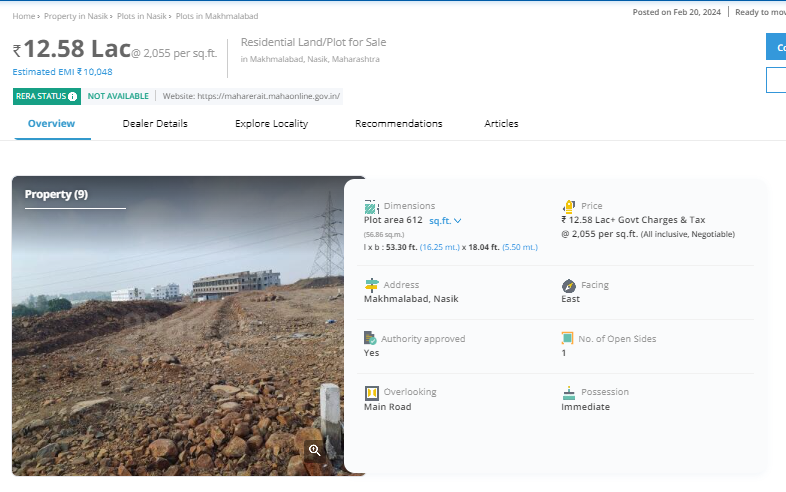 Home › Property in Nasik › Plots in Nasik › Plots in Makhmalabad
Posted on Feb 20, 2024 | Ready to mov
₹ 12.58 Lac @ 2,055 per sq.ft.
Estimated EMI ₹ 10,048
Residential Land/Plot for Sale
in Makhmalabad, Nasik, Maharashtra
Co
RERA STATUS NOT AVAILABLE | Website: https://maharerait.mahaonline.gov.in/
Overview Dealer Details Explore Locality Recommendations Articles
Property (9)
Dimensions
Plot area 612 sq.ft.
(56.86 sq.m.)
l x b : 53.30 ft. (16.25 mt.) x 18.04 ft. (5.50 mt.)
Price
₹ 12.58 Lac+ Govt Charges & Tax
@ 2,055 per sq.ft. (All inclusive, Negotiable)
Address
Makhmalabad, Nasik
Facing
East
Authority approved
Yes
No. of Open Sides
1
Overlooking
Main Road
Possession
Immediate